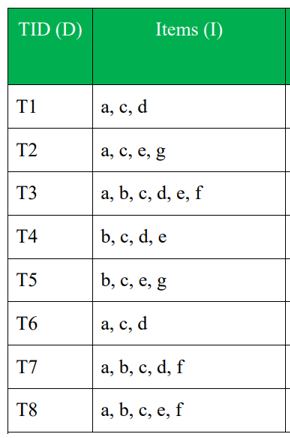 TID (D) Items (I)
T1 a, c, d
T2 a, c, e, g
T3 a, b, c, d, e, f
T4 b, c, d, e
T5 b, c, e, g
T6 a, c, d
T7 a, b, c, d, f
T8 a, b, c, e, f